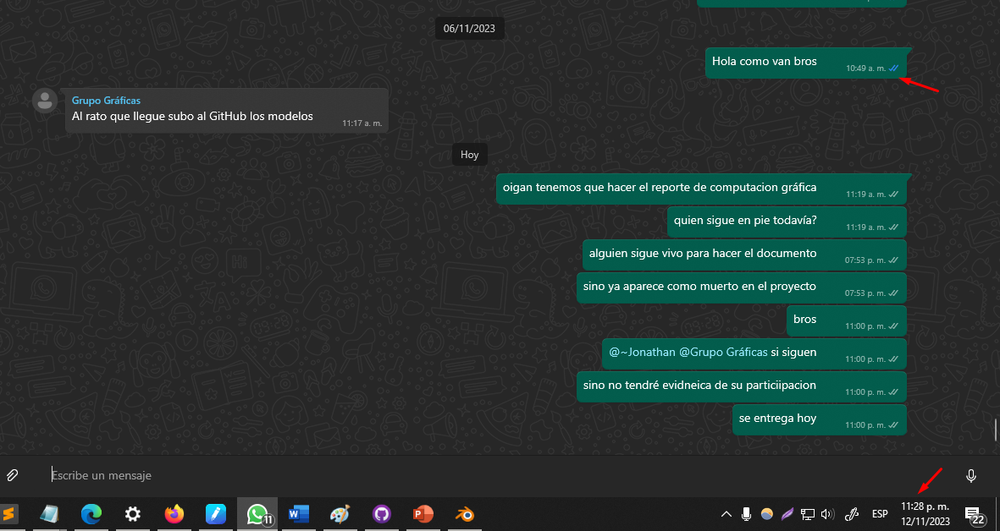 06/11/2023
Hola como van bros
10:49 a. m.
Grupo Gráficas
Al rato que llegue subo al GitHub los modelos
11:17 a. m.
Hoy
oigan tenemos que hacer el reporte de computacion gráfica
11:19 a. m.
quien sigue en pie todavía?
11:19 a. m.
alguien sigue vivo para hacer el documento
07:53 p. m.
sino ya aparece como muerto en el proyecto
07:53 p. m.
bros
11:00 p. m.
@~Jonathan @Grupo Gráficas si siguen
11:00 p. m.
sino no tendré evidneica de su particiipacion
11:00 p. m.
se entrega hoy
11:00 p. m.
Escribe un mensaje
11
ESP
11:28 p. m.
12/11/2023
22